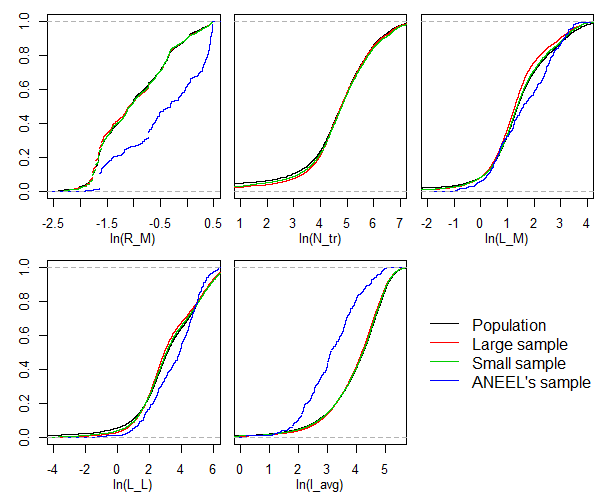 0.0 0.2 0.4 0.6 0.8 1.0
-2.5 -1.5 -0.5 0.5
ln(R_M)
1 2 3 4 5 6 7
ln(N_tr)
-2 -1 0 1 2 3 4
ln(L_M)
0.0 0.2 0.4 0.6 0.8 1.0
-4 -2 0 2 4 6
ln(L_L)
0 1 2 3 4 5
ln(I_avg)
Population
Large sample
Small sample
ANEEL's sample